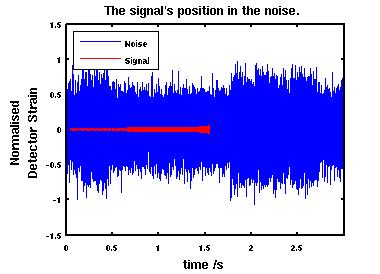 The signal's position in the noise.
Normalised
Detector Strain
1.5
1
0.5
0
-0.5
-1
-1.5
Noise
Signal
0 0.5 1 1.5 2 2.5
time /s